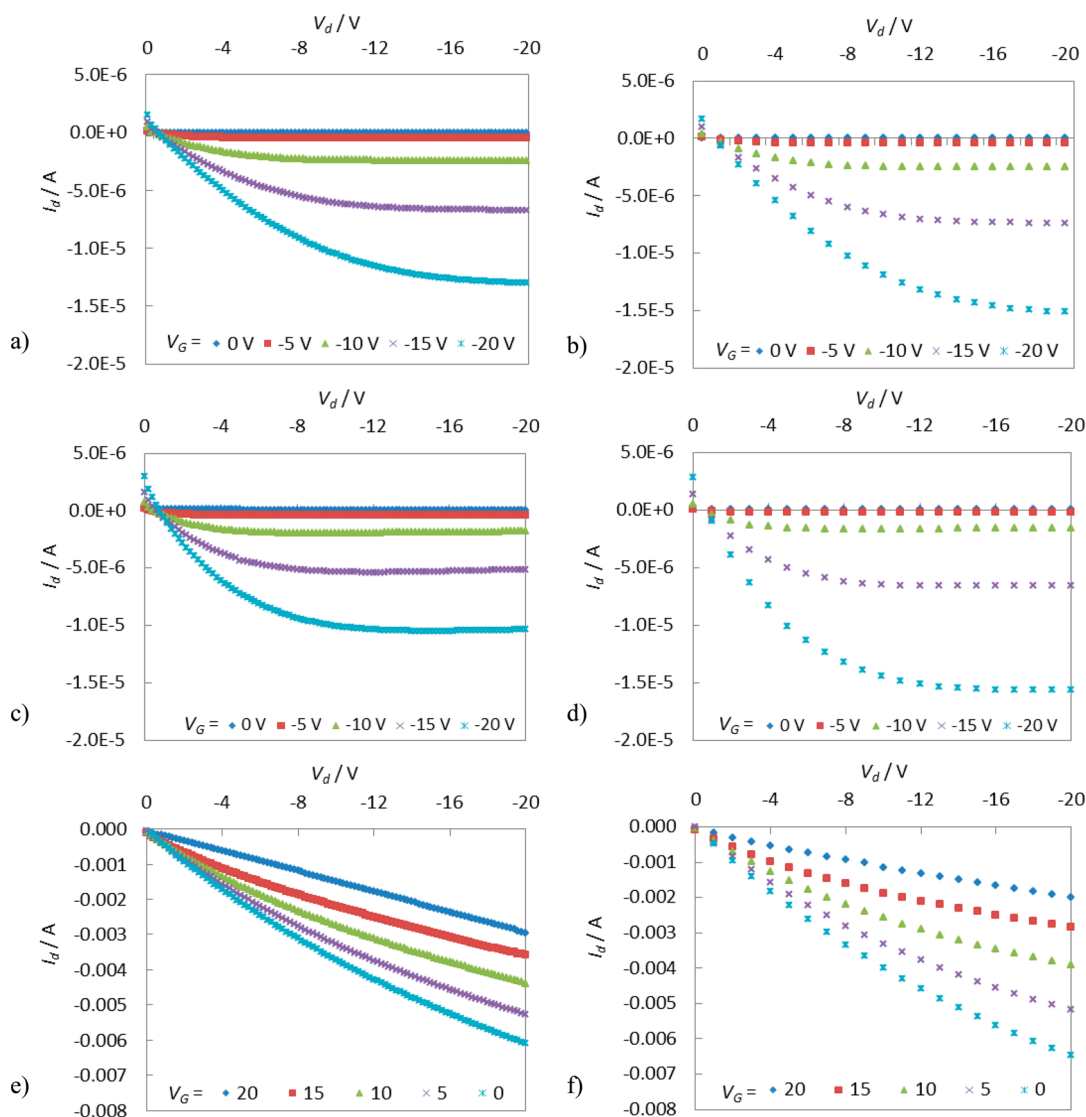 V_d / V
0 -4 -8 -12 -16 -20
5.0E-6
0.0E+0
-5.0E-6
-1.0E-5
-1.5E-5
-2.0E-5
I_d / A
V_G = 0 V -5 V -10 V -15 V -20 V
a)
V_d / V
0 -4 -8 -12 -16 -20
5.0E-6
0.0E+0
-5.0E-6
-1.0E-5
-1.5E-5
-2.0E-5
I_d / A
V_G = 0 V -5 V -10 V -15 V -20 V
b)
V_d / V
0 -4 -8 -12 -16 -20
5.0E-6
0.0E+0
-5.0E-6
-1.0E-5
-1.5E-5
-2.0E-5
I_d / A
V_G = 0 V -5 V -10 V -15 V -20 V
c)
V_d / V
0 -4 -8 -12 -16 -20
5.0E-6
0.0E+0
-5.0E-6
-1.0E-5
-1.5E-5
-2.0E-5
I_d / A
V_G = 0 V -5 V -10 V -15 V -20 V
d)
V_d / V
0 -4 -8 -12 -16 -20
0.000
-0.001
-0.002
-0.003
-0.004
-0.005
-0.006
-0.007
-0.008
I_d / A
V_G = 20 15 10 5 0
e)
V_d / V
0 -4 -8 -12 -16 -20
0.000
-0.001
-0.002
-0.003
-0.004
-0.005
-0.006
-0.007
-0.008
I_d / A
V_G = 20 15 10 5 0
f)